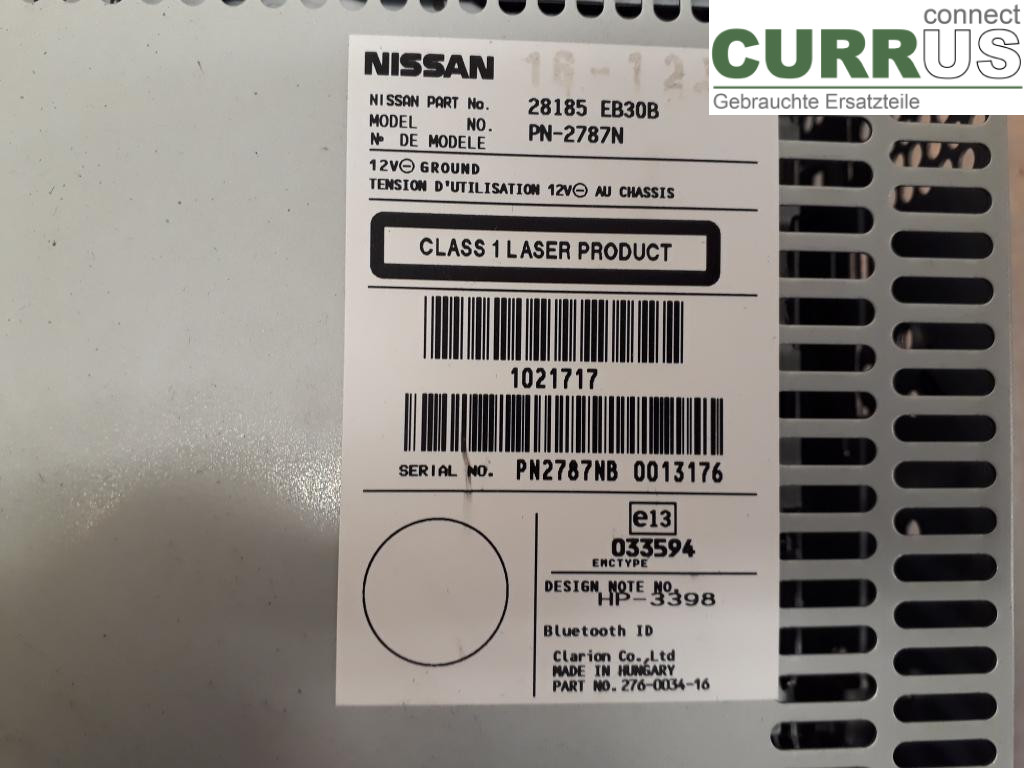 connect
CURRUS
Gebrauchte Ersatzteile
NISSAN
NISSAN PART No. 28185 EB30B
MODEL NO. PN-2787N
No DE MODELE
12V⊖ GROUND
TENSION D'UTILISATION 12V⊖ AU CHASSIS
CLASS 1 LASER PRODUCT
1021717
SERIAL NO. PN2787NB 0013176
e13
033594
EMCTYPE
DESIGN NOTE NO.
HP-3398
Bluetooth ID
Clarion Co.,Ltd
MADE IN HUNGARY
PART NO. 276-0034-16